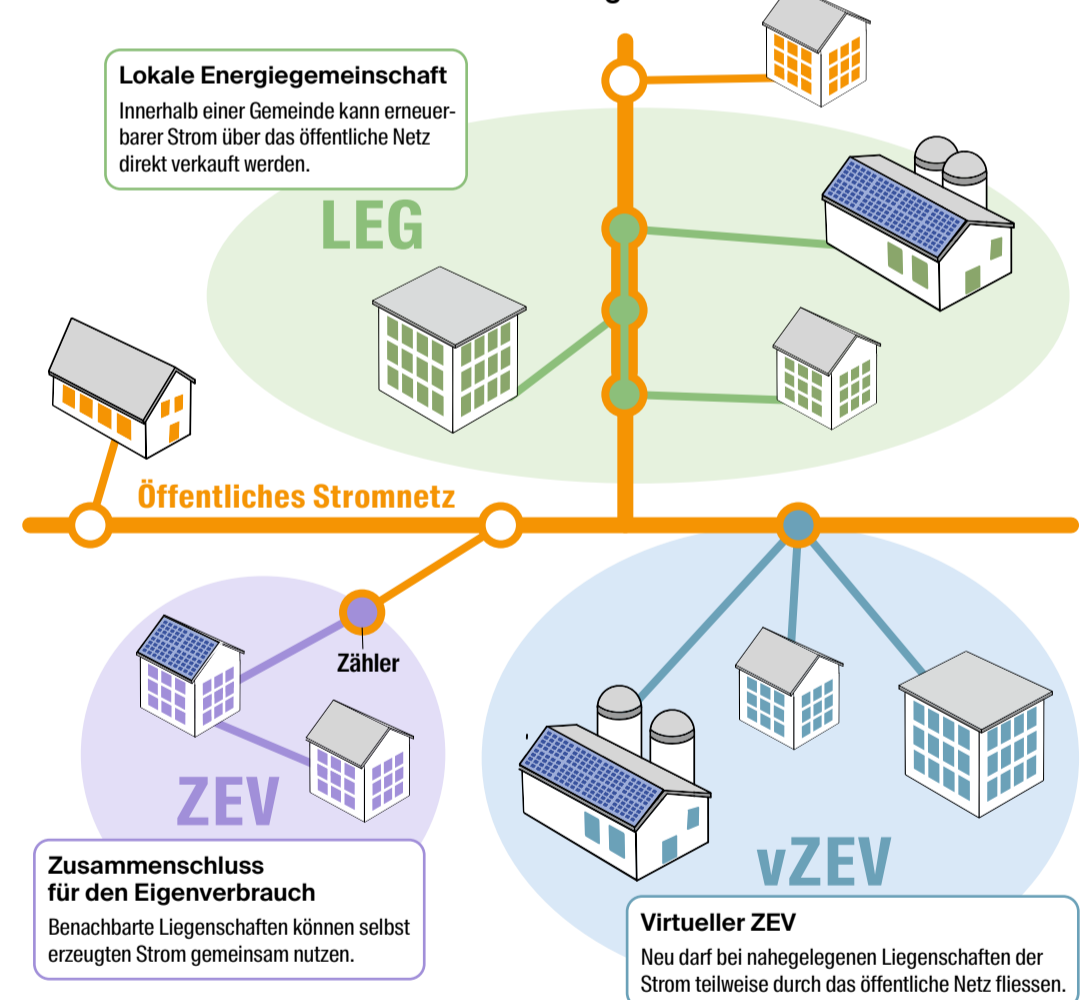 Lokale Energiegemeinschaft
Innerhalb einer Gemeinde kann erneuer-
barer Strom über das öffentliche Netz
direkt verkauft werden.
LEG
Öffentliches Stromnetz
Zähler
ZEV
Zusammenschluss
für den Eigenverbrauch
Benachbarte Liegenschaften können selbst
erzeugten Strom gemeinsam nutzen.
vZEV
Virtueller ZEV
Neu darf bei nahegelegenen Liegenschaften der
Strom teilweise durch das öffentliche Netz fliessen.